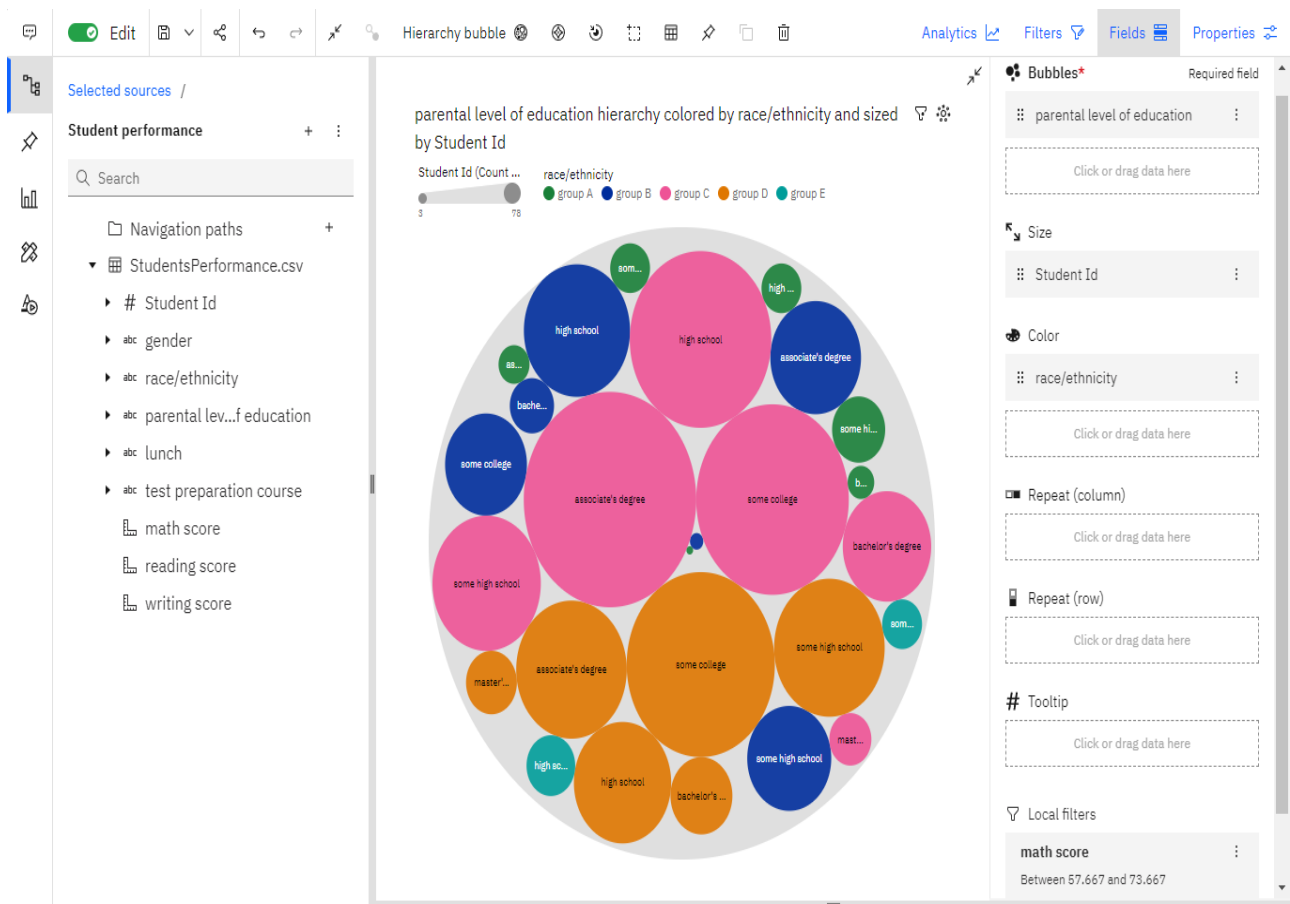 Edit
Hierarchy bubble
Analytics
Filters
Fields
Properties
Selected sources /
Student performance
Search
Navigation paths
StudentsPerformance.csv
# Student Id
abc gender
abc race/ethnicity
abc parental lev...f education
abc lunch
abc test preparation course
math score
reading score
writing score
parental level of education hierarchy colored by race/ethnicity and sized
by Student Id
Student Id (Count ...
3
78
race/ethnicity
group A
group B
group C
group D
group E
som...
high ...
high school
high school
associate's degree
as...
bache...
some hi...
some college
b...
associate's degree
some college
bachelor's degree
some high school
som...
some high school
associate's degree
some college
master'...
mast...
some high school
high sc...
high school
bachelor's ...
Bubbles*
Required field
parental level of education
Click or drag data here
Size
Student Id
Color
race/ethnicity
Click or drag data here
Repeat (column)
Click or drag data here
Repeat (row)
Click or drag data here
# Tooltip
Click or drag data here
Local filters
math score
Between 57.667 and 73.667